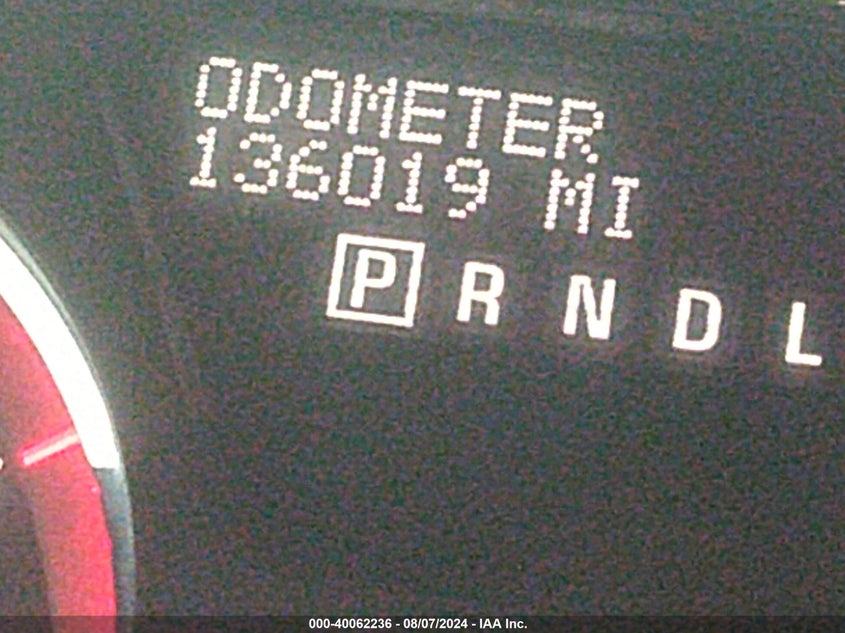 ODOMETER
136019 MI
P R N D L
000-40062236 - 08/07/2024 - IAA Inc.